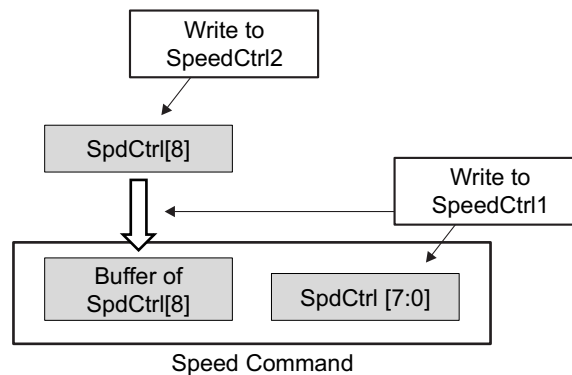 Write to
SpeedCtrl2
SpdCtrl[8]
Write to
SpeedCtrl1
Buffer of
SpdCtrl[8]
SpdCtrl [7:0]
Speed Command